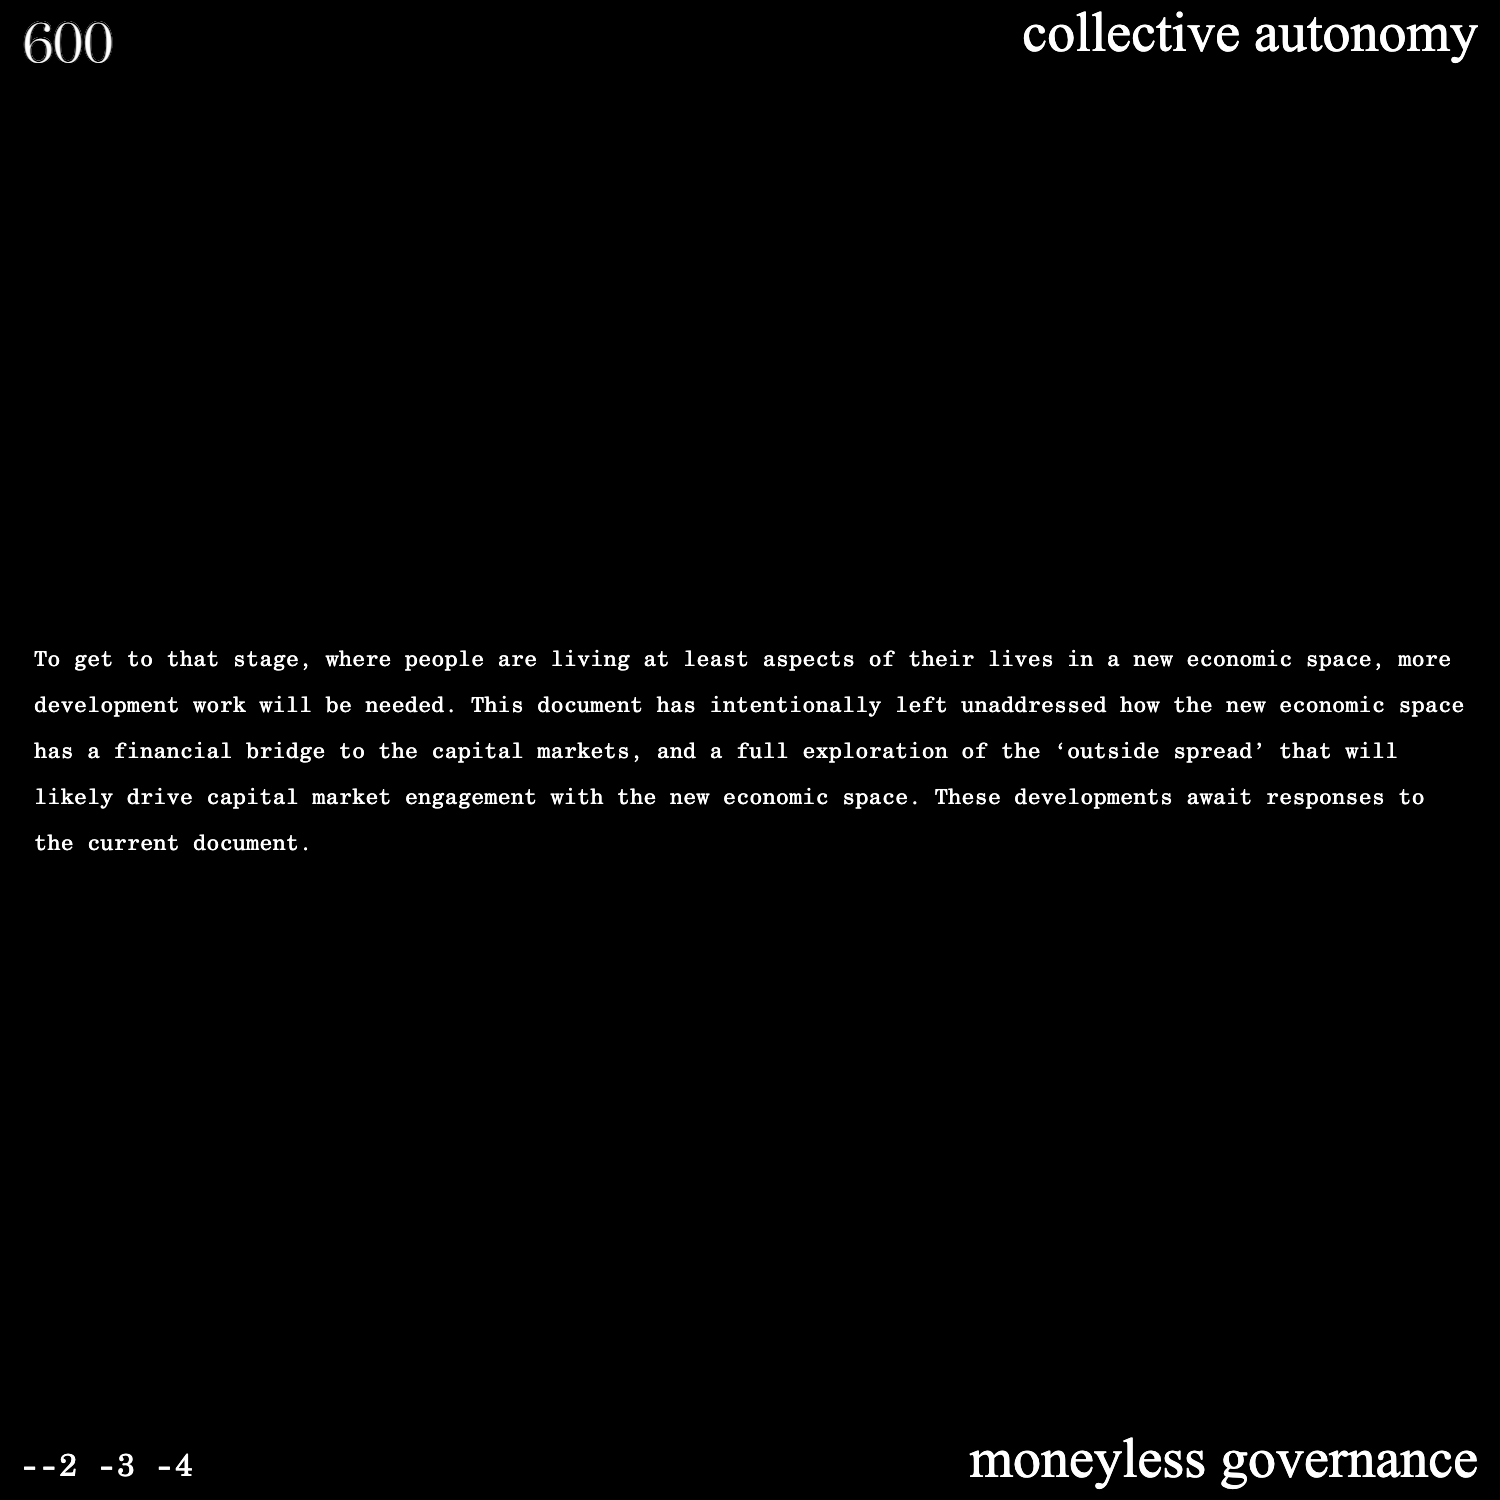 600
collective autonomy
To get to that stage, where people are living at least aspects of their lives in a new economic space, more
development work will be needed. This document has intentionally left unaddressed how the new economic space
has a financial bridge to the capital markets, and a full exploration of the ‘outside spread’ that will
likely drive capital market engagement with the new economic space. These developments await responses to
the current document.
--2 -3 -4
moneyless governance